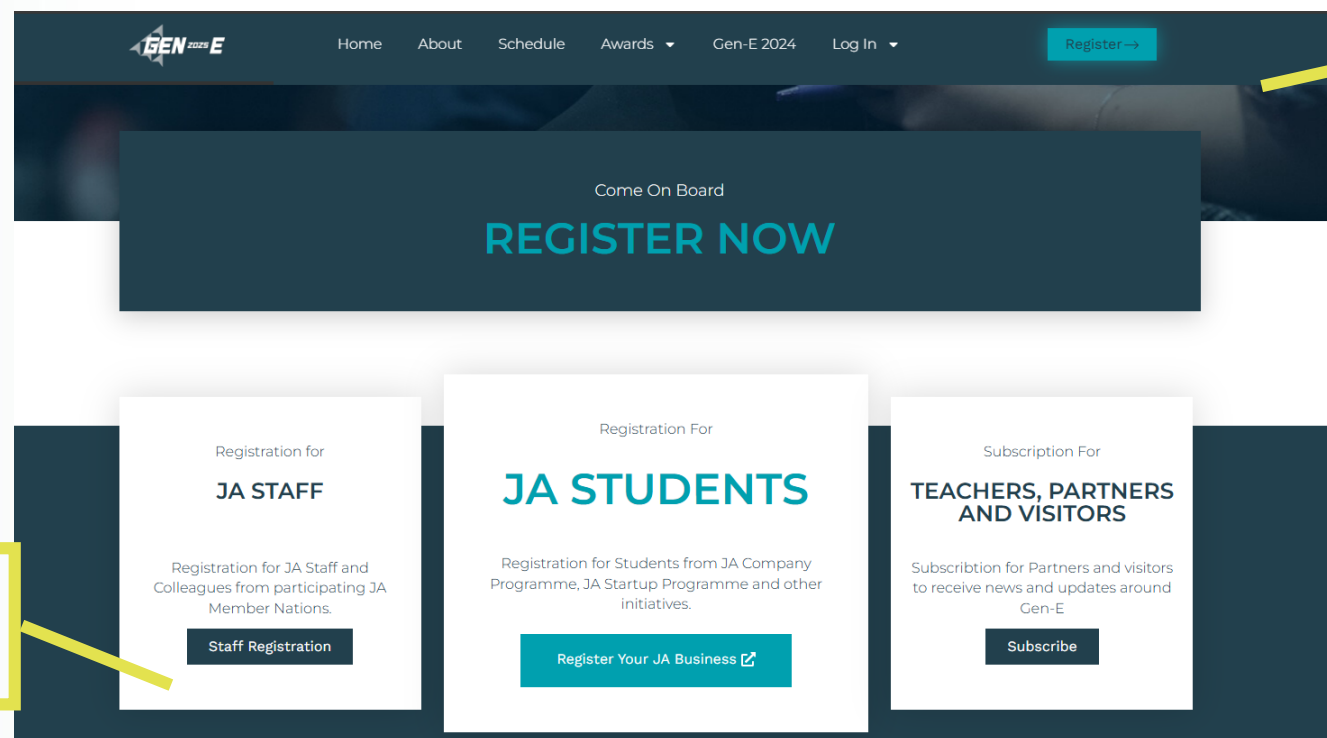 GEN 2025 E
Home About Schedule Awards Gen-E 2024 Log In Register→
Come On Board
REGISTER NOW
Registration for
JA STAFF
Registration for JA Staff and
Colleagues from participating JA
Member Nations.
Staff Registration
Registration For
JA STUDENTS
Registration for Students from JA Company
Programme, JA Startup Programme and other
initiatives.
Register Your JA Business
Subscription For
TEACHERS, PARTNERS
AND VISITORS
Subscribtion for Partners and visitors
to receive news and updates around
Gen-E
Subscribe